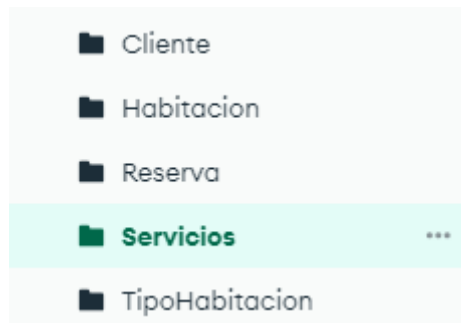 Cliente
Habitacion
Reserva
Servicios
TipoHabitacion